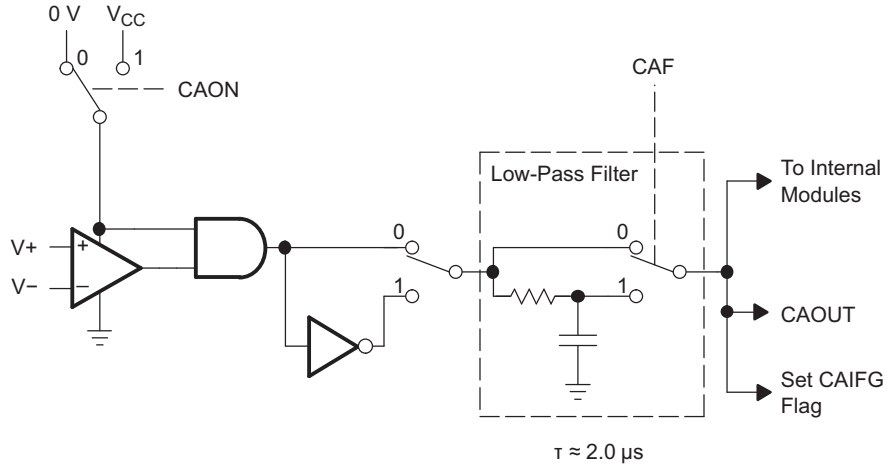 0 V
VCC
0
1
CAON
CAF
Low-Pass Filter
To Internal
Modules
0
0
V+
+
V−
−
1
1
CAOUT
Set CAIFG
Flag
τ ≈ 2.0 μs